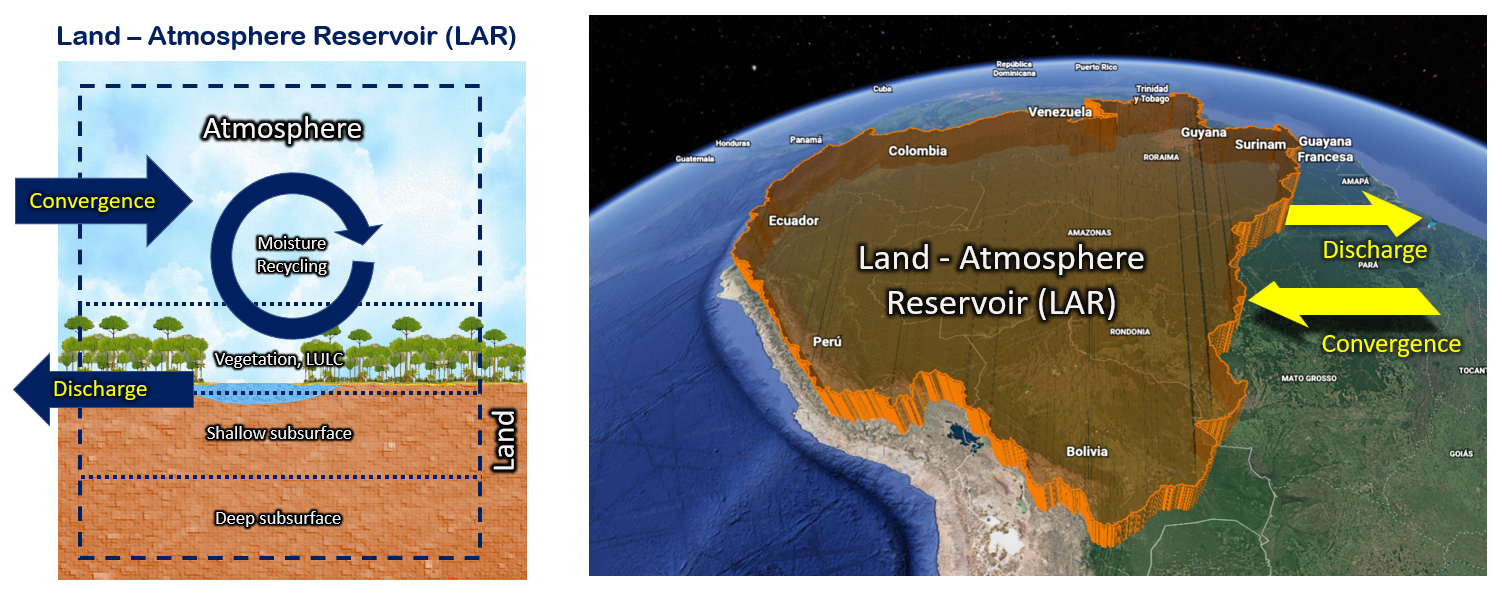 Land – Atmosphere Reservoir (LAR)
Atmosphere
Convergence
Moisture
Recycling
Vegetation, LULC
Discharge
Shallow subsurface
Land
Deep subsurface
República
Dominicana
Puerto Rico
Cuba
Trinidad
y Tobago
Venezuela
Honduras
Panamá
Guatemala
Colombia
Guyana
Surinam
Guayana
Francesa
RORAIMA
AMAPÁ
Ecuador
AMAZONAS
Discharge
PARÁ
Land - Atmosphere
Reservoir (LAR)
RONDONIA
Perú
Convergence
MATO GROSSO
TOCANT
Bolivia
GOIÁS